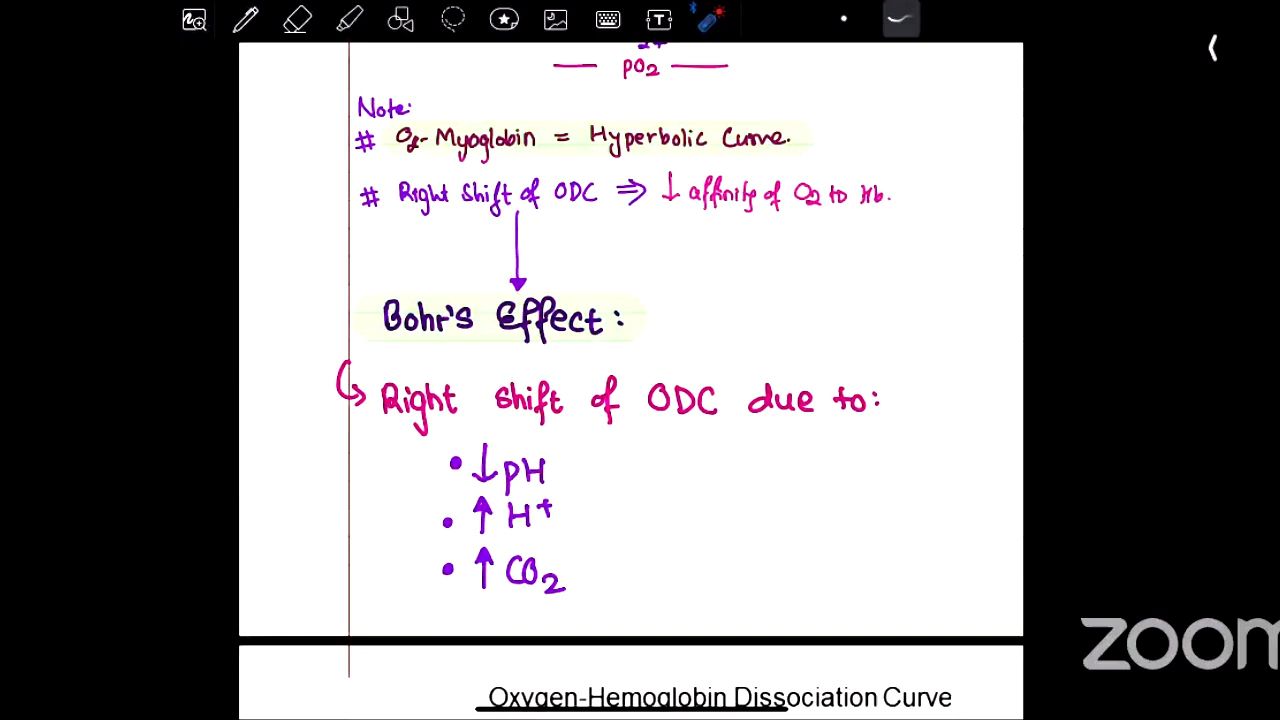 pO2
Note:
# O2- Myoglobin = Hyperbolic Curve.
# Right Shift of ODC ⇒ ↓ affinity of O2 to Hb.
Bohr's Effect:
Right shift of ODC due to:
• ↓ pH
• ↑ H+
• ↑ CO2
zoom
Oxygen-Hemoglobin Dissociation Curve